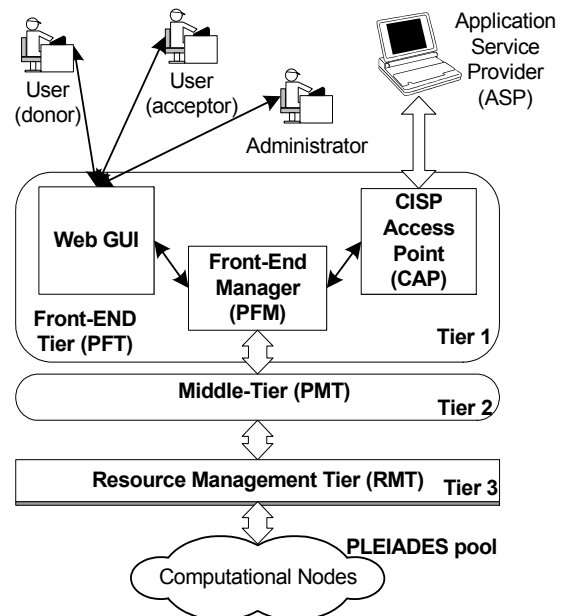 User
(donor)
User
(acceptor)
Administrator
Application
Service
Provider
(ASP)
Web GUI
Front-End
Manager
(PFM)
CISP
Access
Point
(CAP)
Front-END
Tier (PFT)
Tier 1
Middle-Tier (PMT)
Tier 2
Resource Management Tier (RMT)
Tier 3
PLEIADES pool
Computational Nodes